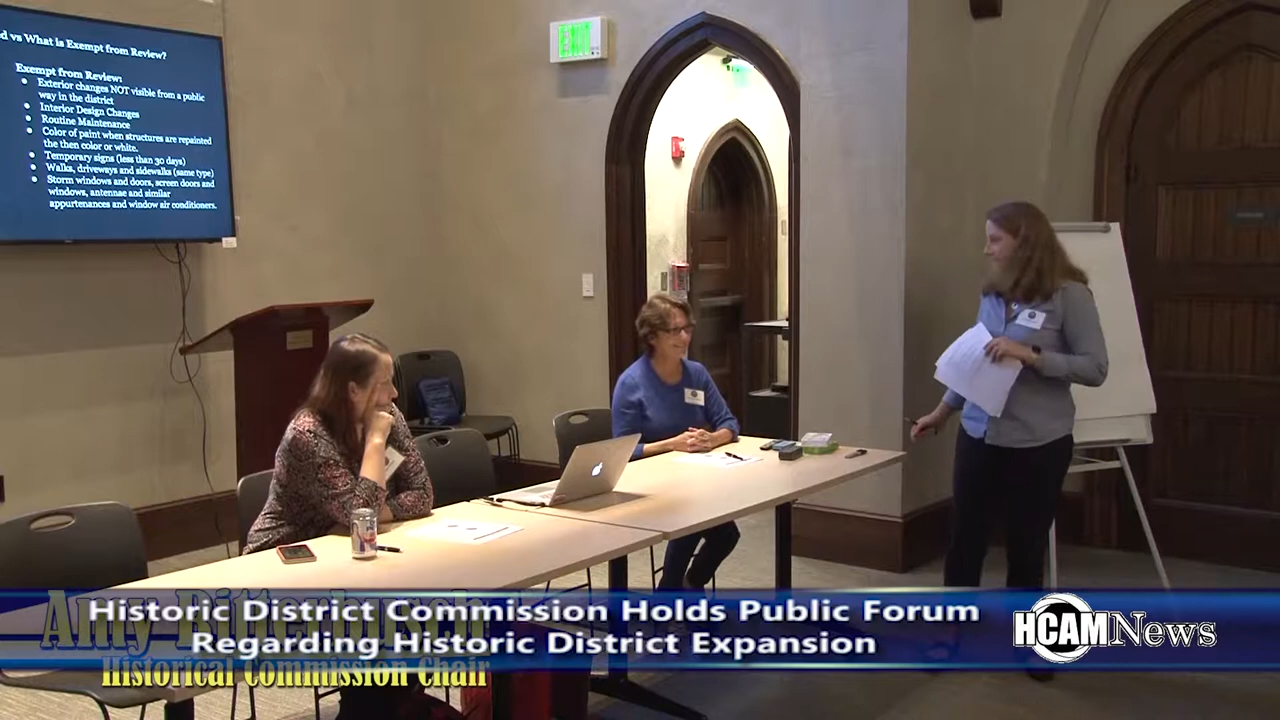 d vs What is Exempt from Review?
Exempt from Review:
● Exterior changes NOT visible from a public
way in the district
● Interior Design Changes
● Routine Maintenance
● Color of paint when structures are repainted
the then color or white.
● Temporary signs (less than 30 days)
● Walks, driveways and sidewalks (same type)
● Storm windows and doors, screen doors and
windows, antennae and similar
appurtenances and window air conditioners.
EXIT
Historic District Commission Holds Public Forum
Regarding Historic District Expansion
HCAM News
Amy
Historical Commission Chair